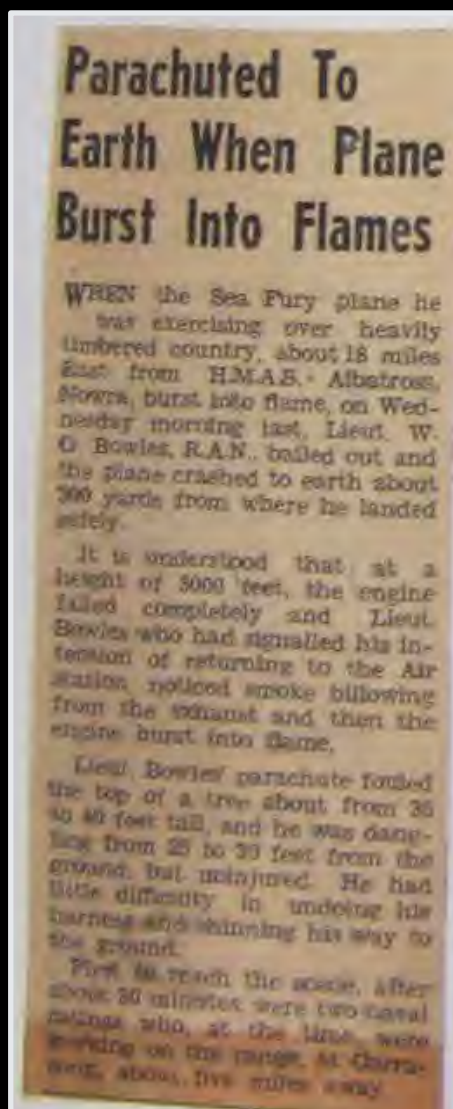 Parachuted To
Earth When Plane
Burst Into Flames
WHEN the Sea Fury plane he
was exercising over heavily
timbered country, about 18 miles
East from H.M.A.S. Albatross,
Nowra, burst into flame, on Wed-
nesday morning last, Lieut. W.
G Bowles, R.A.N., bailed out and
the plane crashed to earth about
300 yards from where he landed
safely.
It is understood that at a
height of 5000 feet, the engine
failed completely and Lieut.
Bowles who had signalled his in-
tension of returning to the Air
station noticed smoke billowing
from the exhaust and then the
engine burst into flame.
Lieut. Bowles' parachute fouled
the top of a tree about from 35
to 40 feet tall, and he was dang-
ling from 25 to 30 feet from the
ground, but uninjured. He had
little difficulty in undoing his
harness and shinning his way to
the ground.
First to reach the scene, after
about 30 minutes were two naval
ratings who, at the time, were
working on the range, at
about five miles away.